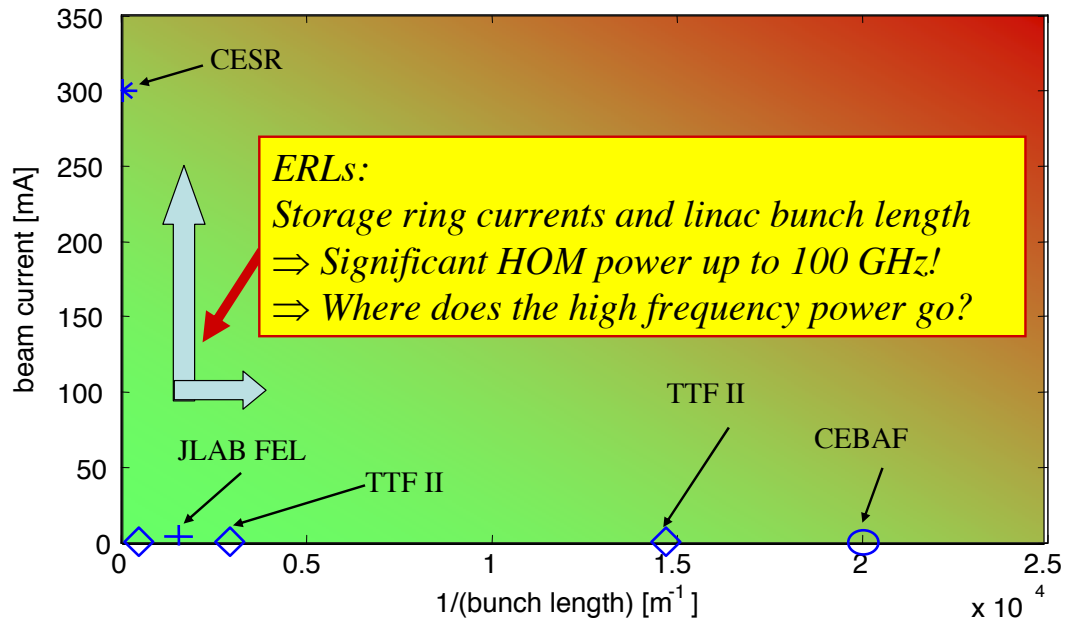 350
CESR
300
250
ERLs:
Storage ring currents and linac bunch length
⇒ Significant HOM power up to 100 GHz!
⇒ Where does the high frequency power go?
200
150
100
50
0
beam current [mA]
JLAB FEL
TTF II
TTF II
CEBAF
0 0.5 1 1.5 2 2.5
1/(bunch length) [m⁻¹]
x 10⁴